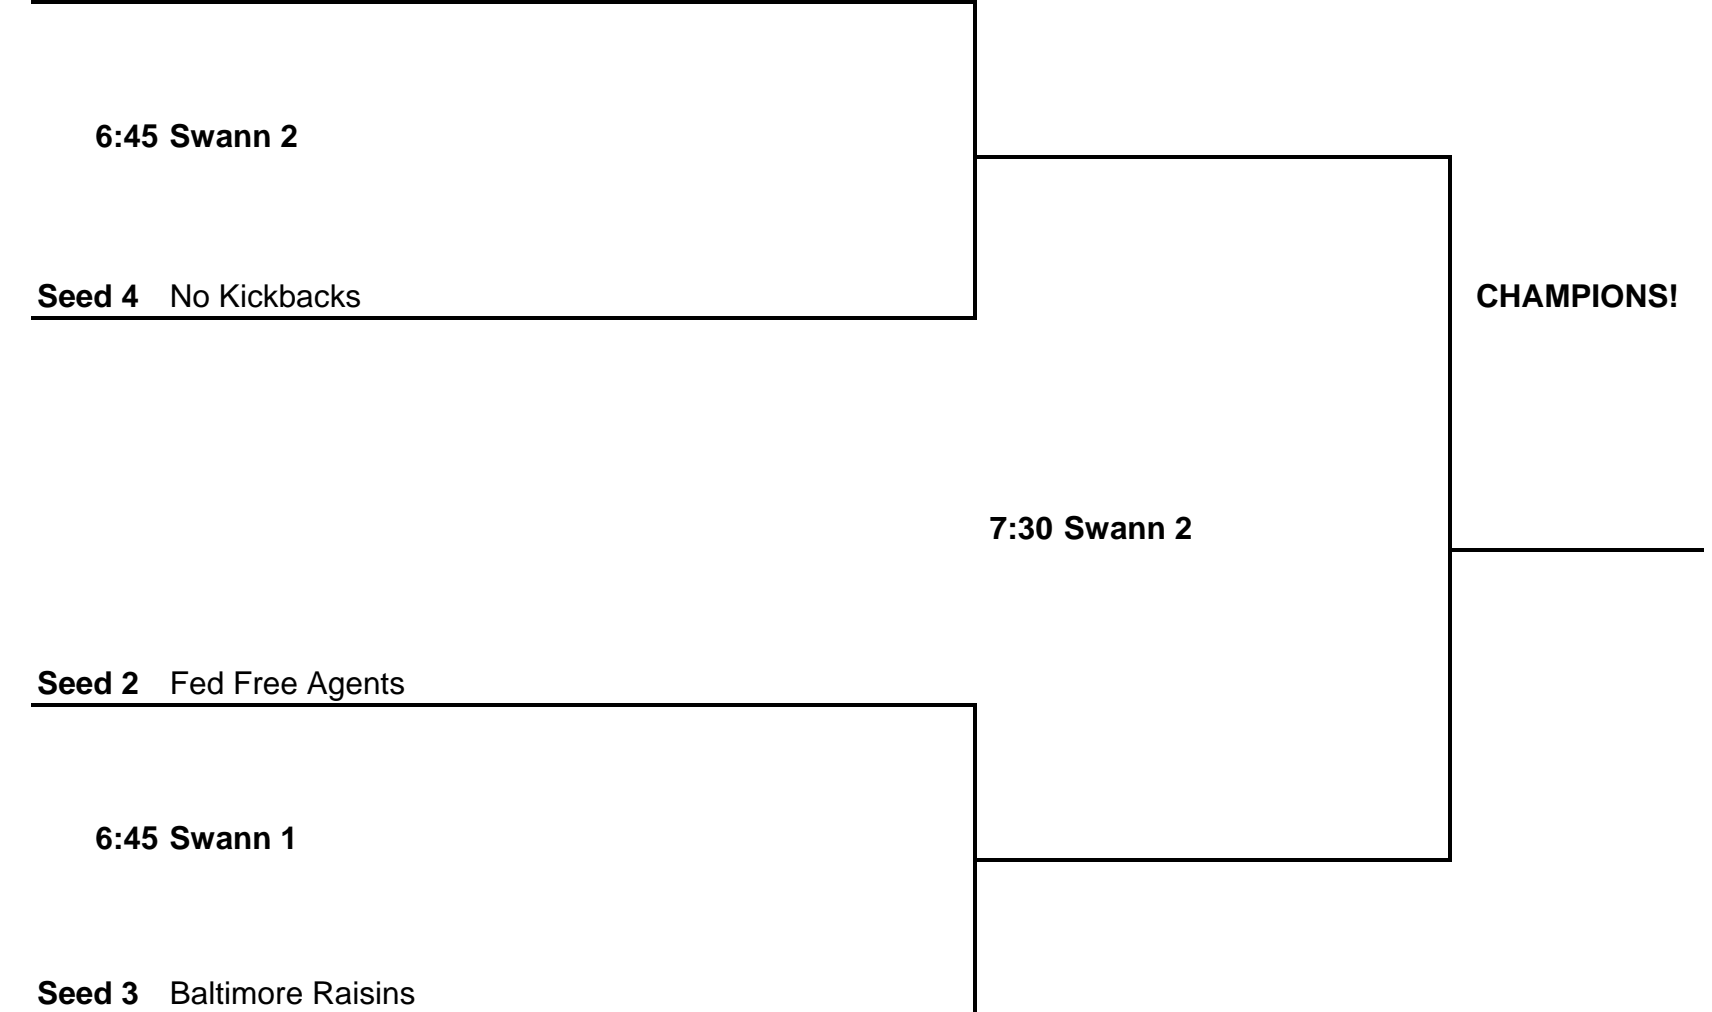 6:45 Swann 2
Seed 4 No Kickbacks
CHAMPIONS!
7:30 Swann 2
Seed 2 Fed Free Agents
6:45 Swann 1
Seed 3 Baltimore Raisins